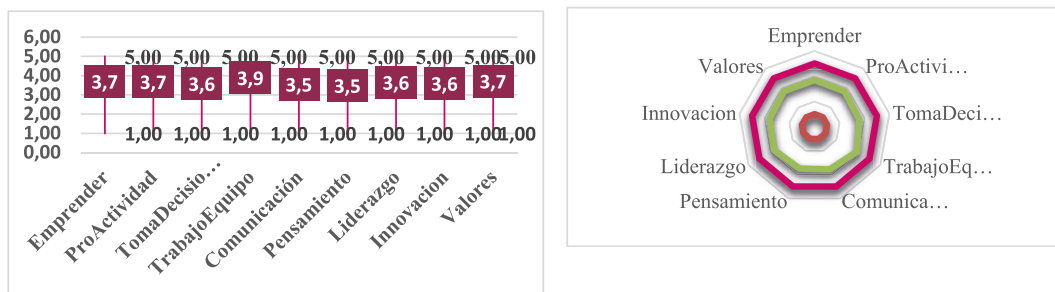 6,00
5,00
4,00
3,00
2,00
1,00
0,00
5,00 5,00 5,00 5,00 5,00 5,00 5,00 5,00
3,7 3,7 3,6 3,9 3,5 3,5 3,6 3,6 3,7
1,00 1,00 1,00 1,00 1,00 1,00 1,00 1,00
Emprender
ProActividad
TomaDecisio…
TrabajoEquipo
Comunicación
Pensamiento
Liderazgo
Innovacion
Valores
Emprender
ProActivi…
TomaDeci…
TrabajoEq…
Comunica…
Pensamiento
Liderazgo
Innovacion
Valores